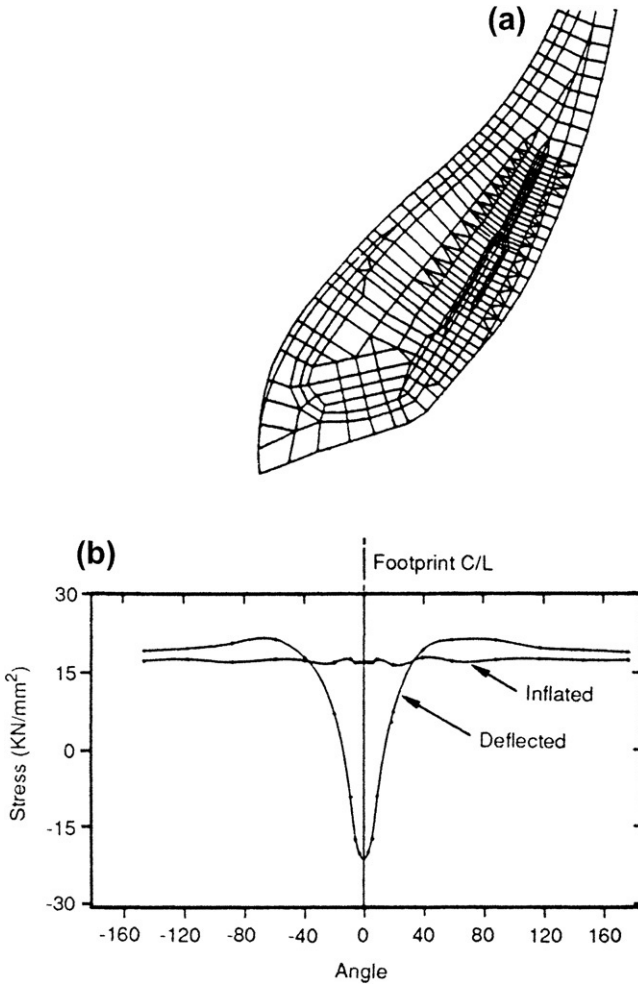 (a)
(b)
Footprint C/L
30
15
0
-15
-30
Stress (KN/mm²)
Inflated
Deflected
-160 -120 -80 -40 0 40 80 120 160
Angle